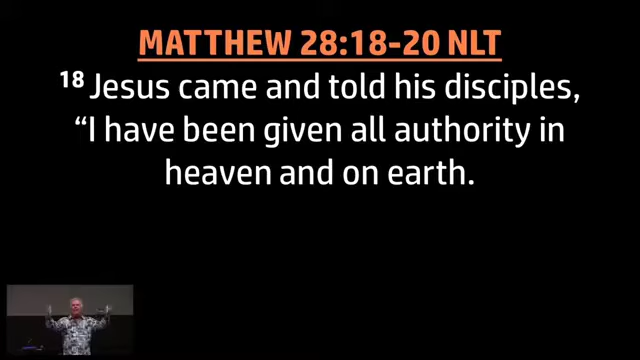 MATTHEW 28:18-20 NLT
18 Jesus came and told his disciples,
“I have been given all authority in
heaven and on earth.